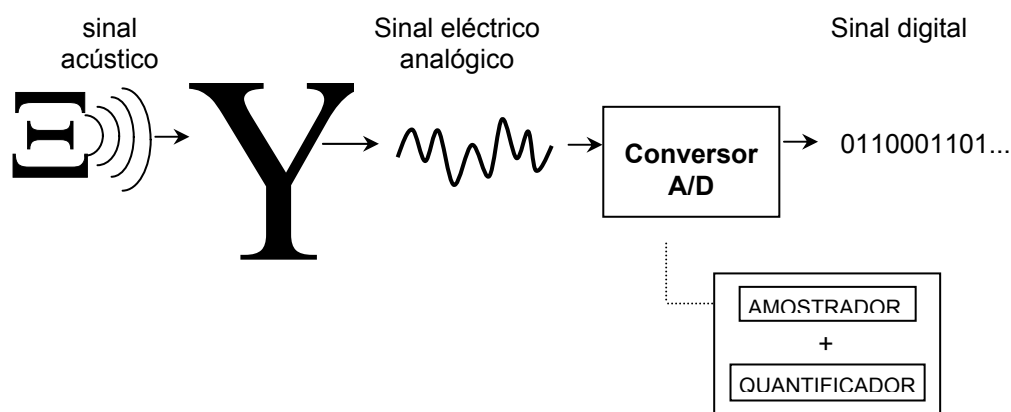 sinal
acústico
Sinal eléctrico
analógico
Sinal digital
Ξ
Υ
Conversor
A/D
0110001101...
AMOSTRADOR
+
QUANTIFICADOR